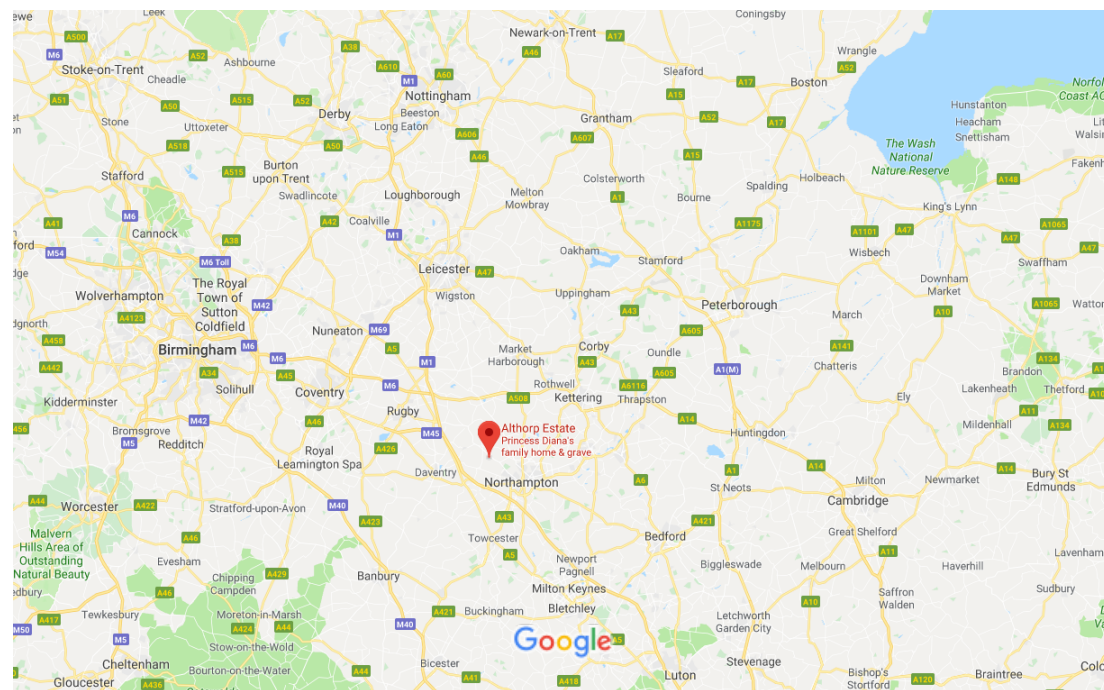 ewe
Leek
Coningsby
A500
M6
A52
A38
Newark-on-Trent
A17
A46
Wrangle
A52
Ashbourne
A610
M1
A60
Sleaford
Stoke-on-Trent
Cheadle
A17
Boston
Norfolk
Coast AO
A51
A50
A515
A52
Nottingham
A15
Hunstanton
Derby
Beeston
Grantham
A52
A17
Heacham
Stone
Uttoxeter
Long Eaton
A606
A607
Snettisham
Walsin
A518
A50
A46
A15
The Wash
National
Nature Reserve
Burton
upon Trent
A515
Fakenh
Stafford
Colsterworth
Spalding
Holbeach
A148
Swadlincote
Loughborough
Melton
Mowbray
A1
Bourne
King's Lynn
M6
A41
A42
Coalville
A1175
A1065
Cannock
M1
A1101
A47
A47
A38
Oakham
Wisbech
A47
ford
M54
M6 Toll
Stamford
Swaffham
Leicester
A47
The Royal
Town of
Sutton
Coldfield
Downham
Market
Wolverhampton
M42
Wigston
Uppingham
Peterborough
A1065
Watton
A4123
A43
A10
March
dgnorth
Nuneaton
M69
A605
A458
Birmingham
M6
A5
Market
Harborough
Corby
Oundle
A141
M6
M1
A43
A134
A442
A34
A45
A605
A1(M)
Chatteris
Brandon
Solihull
Coventry
M6
Rothwell
A6116
Lakenheath
Thetford
Kidderminster
A508
Kettering
Thrapston
Ely
Rugby
A11
M42
A46
A14
Mildenhall
A134
A456
Bromsgrove
M5
Redditch
M45
Althorp Estate
Princess Diana's
family home & grave
Huntingdon
Royal
Leamington Spa
A426
Daventry
A1
A14
A14
Bury St
Edmunds
A44
A422
Northampton
A6
St Neots
Milton
Newmarket
Worcester
Stratford-upon-Avon
M40
A423
A43
Cambridge
A46
Towcester
Bedford
A421
Great Shelford
Malvern
Hills Area of
Outstanding
Natural Beauty
A5
A11
Lavenham
Evesham
Newport
Pagnell
Biggleswade
Melbourn
Haverhill
A429
Chipping
Campden
Banbury
edbury
A46
Milton Keynes
Saffron
Walden
Sudbury
Tewkesbury
A421
Buckingham
Bletchley
A10
A417
Moreton-in-Marsh
M40
Letchworth
Garden City
M50
A424
A44
Google
A5
M5
Stow-on-the-Wold
Cheltenham
Bourton-on-the-Water
Bicester
Stevenage
A44
A41
Luton
Bishop's
Stortford
Braintree
Gloucester
A436
A418
A120